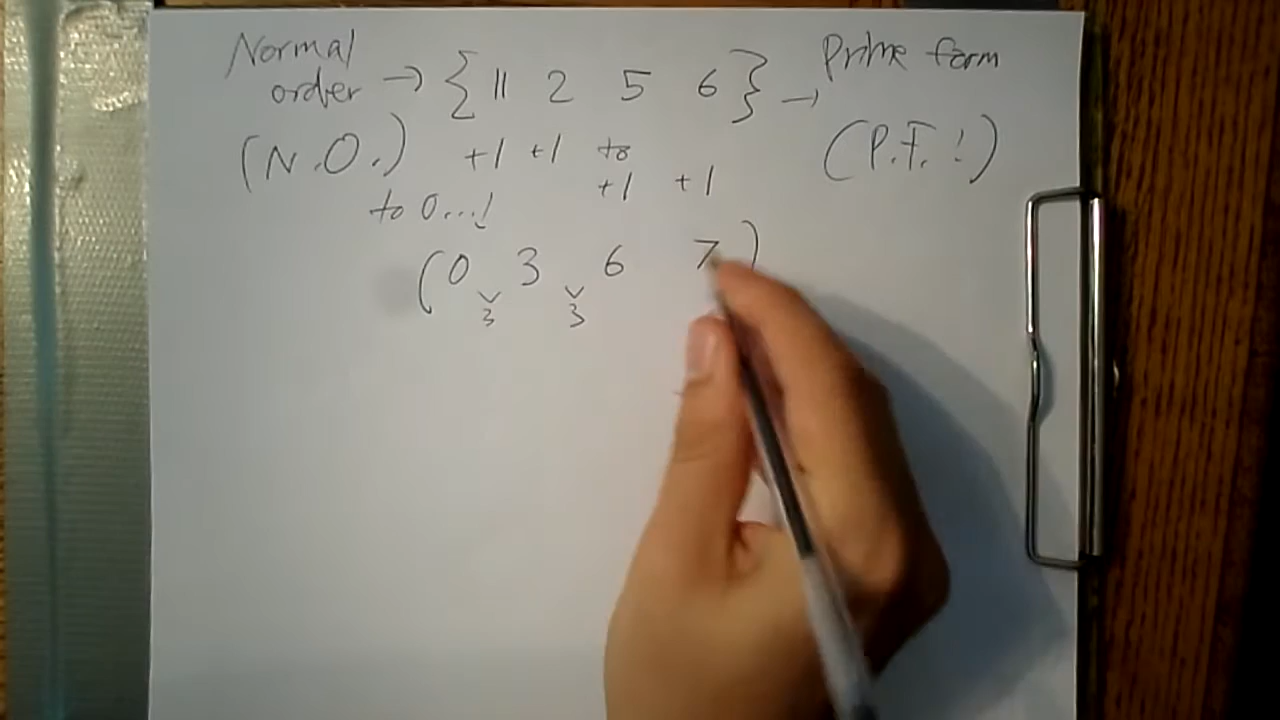 Normal order → { 11 2 5 6 } → Prime form
(N.O.) +1 +1 to (P.F.!)
+1 +1
to 0...!
(0 3 6 7)
3 3